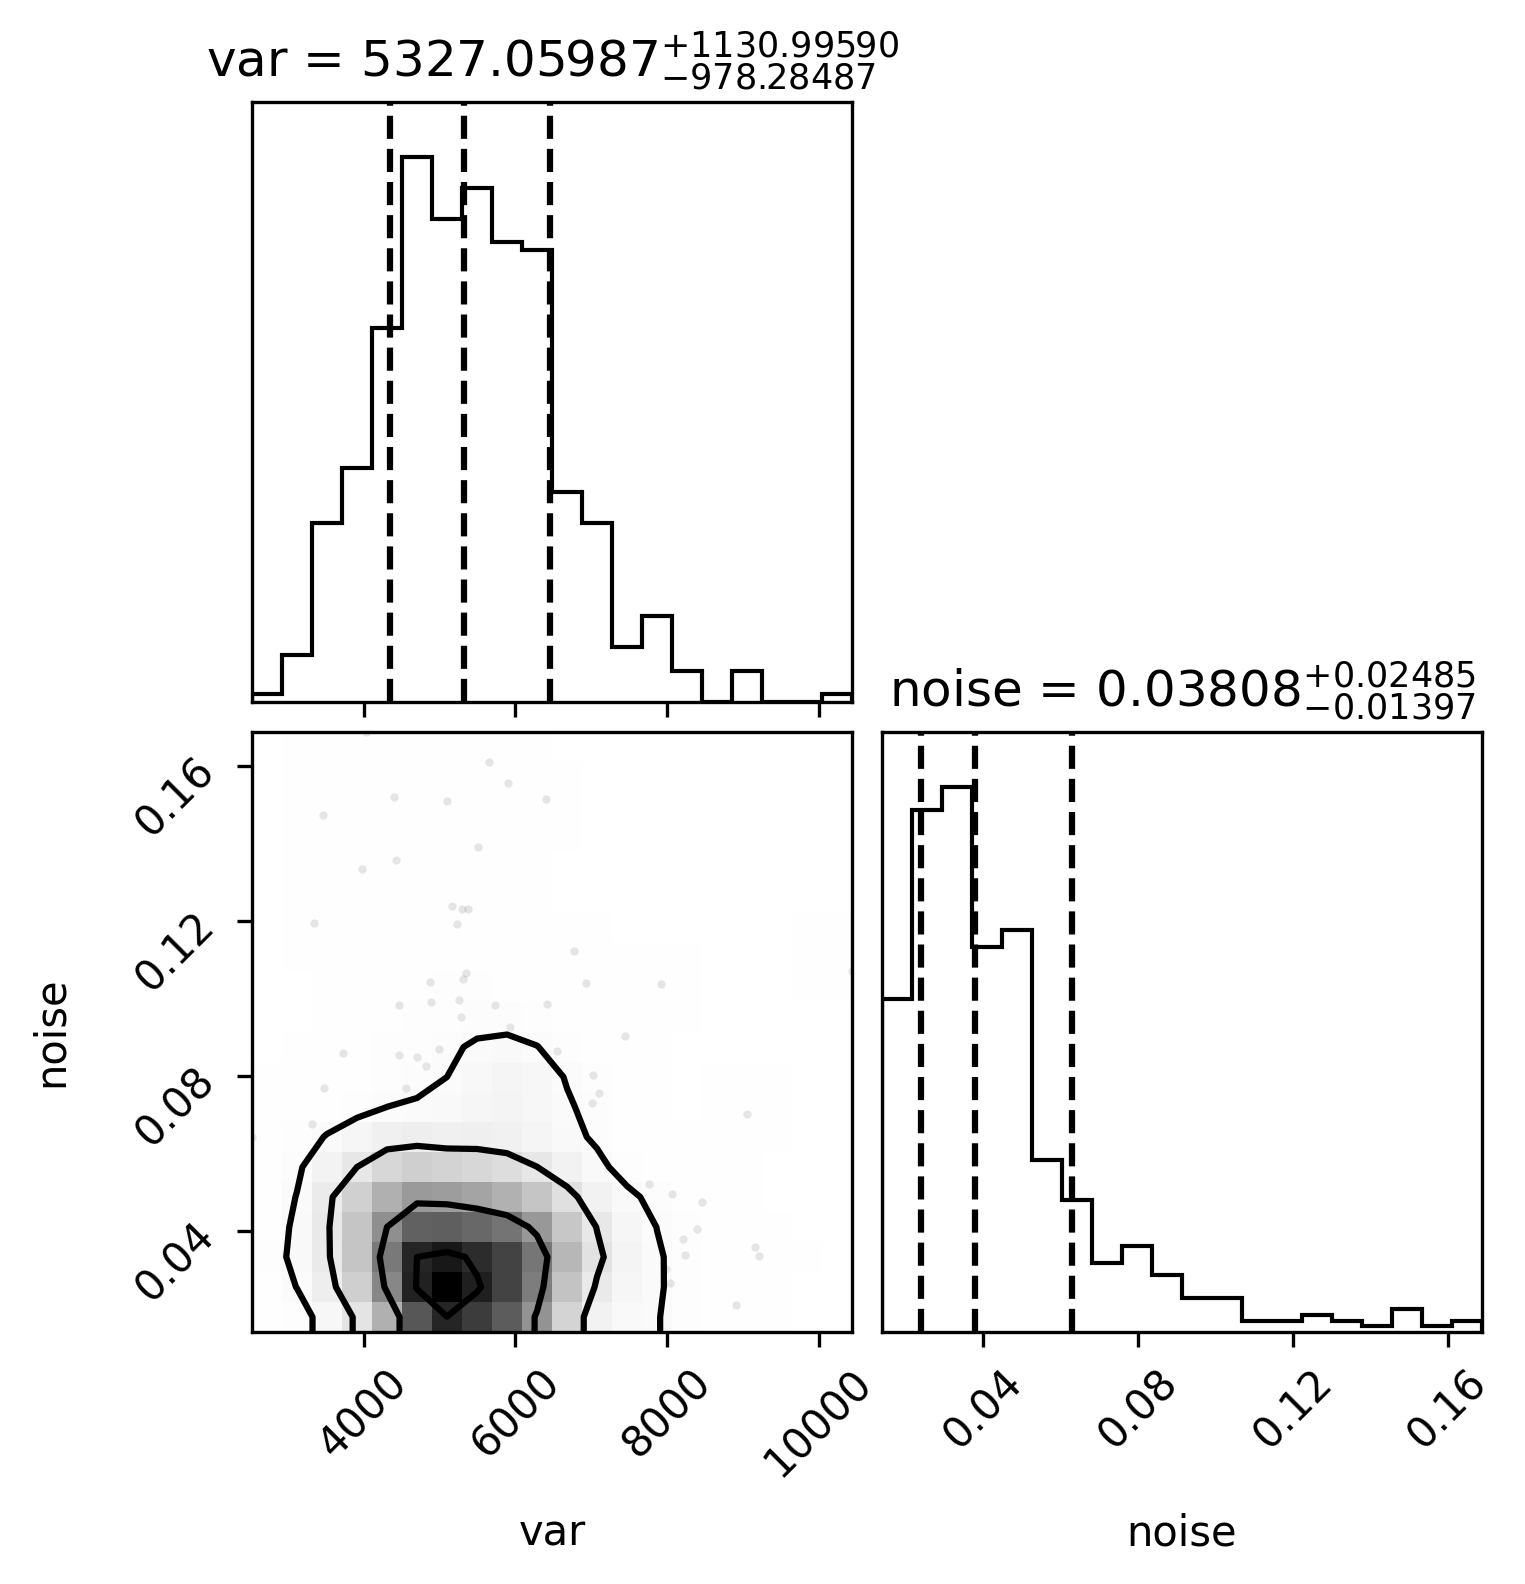 var = 5327.05987+1130.99590 −978.28487
noise = 0.03808+0.02485 −0.01397
0.16
0.12
0.08
0.04
noise
4000 6000 8000 10000
0.04 0.08 0.12 0.16
var
noise